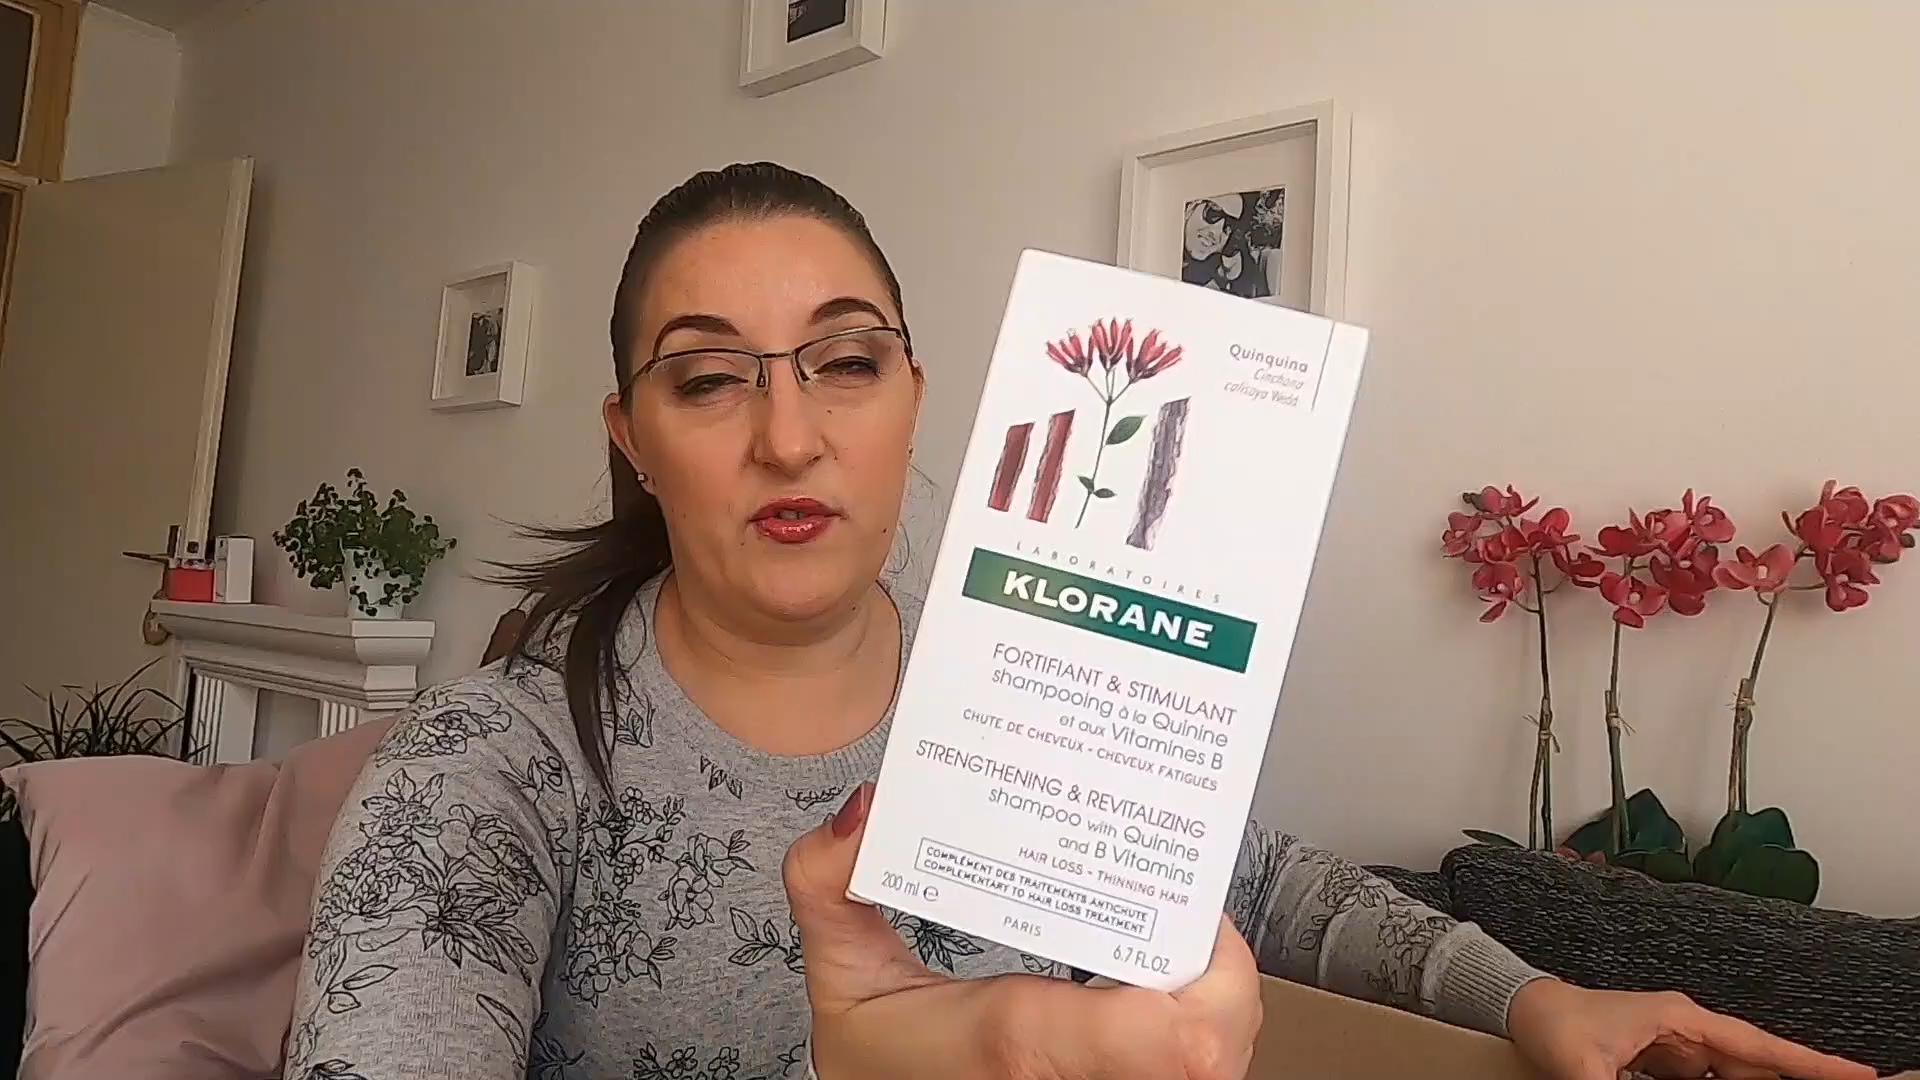 Quinquina
Cinchona
calisaya Wedd
LABORATOIRES
KLORANE
FORTIFIANT & STIMULANT
shampooing à la Quinine
et aux Vitamines B
CHUTE DE CHEVEUX - CHEVEUX FATIGUÉS
STRENGTHENING & REVITALIZING
shampoo with Quinine
and B Vitamins
HAIR LOSS - THINNING HAIR
COMPLÉMENT DES TRAITEMENTS ANTICHUTE
COMPLEMENTARY TO HAIR LOSS TREATMENT
200 ml ℮
PARIS
6.7 FL.OZ